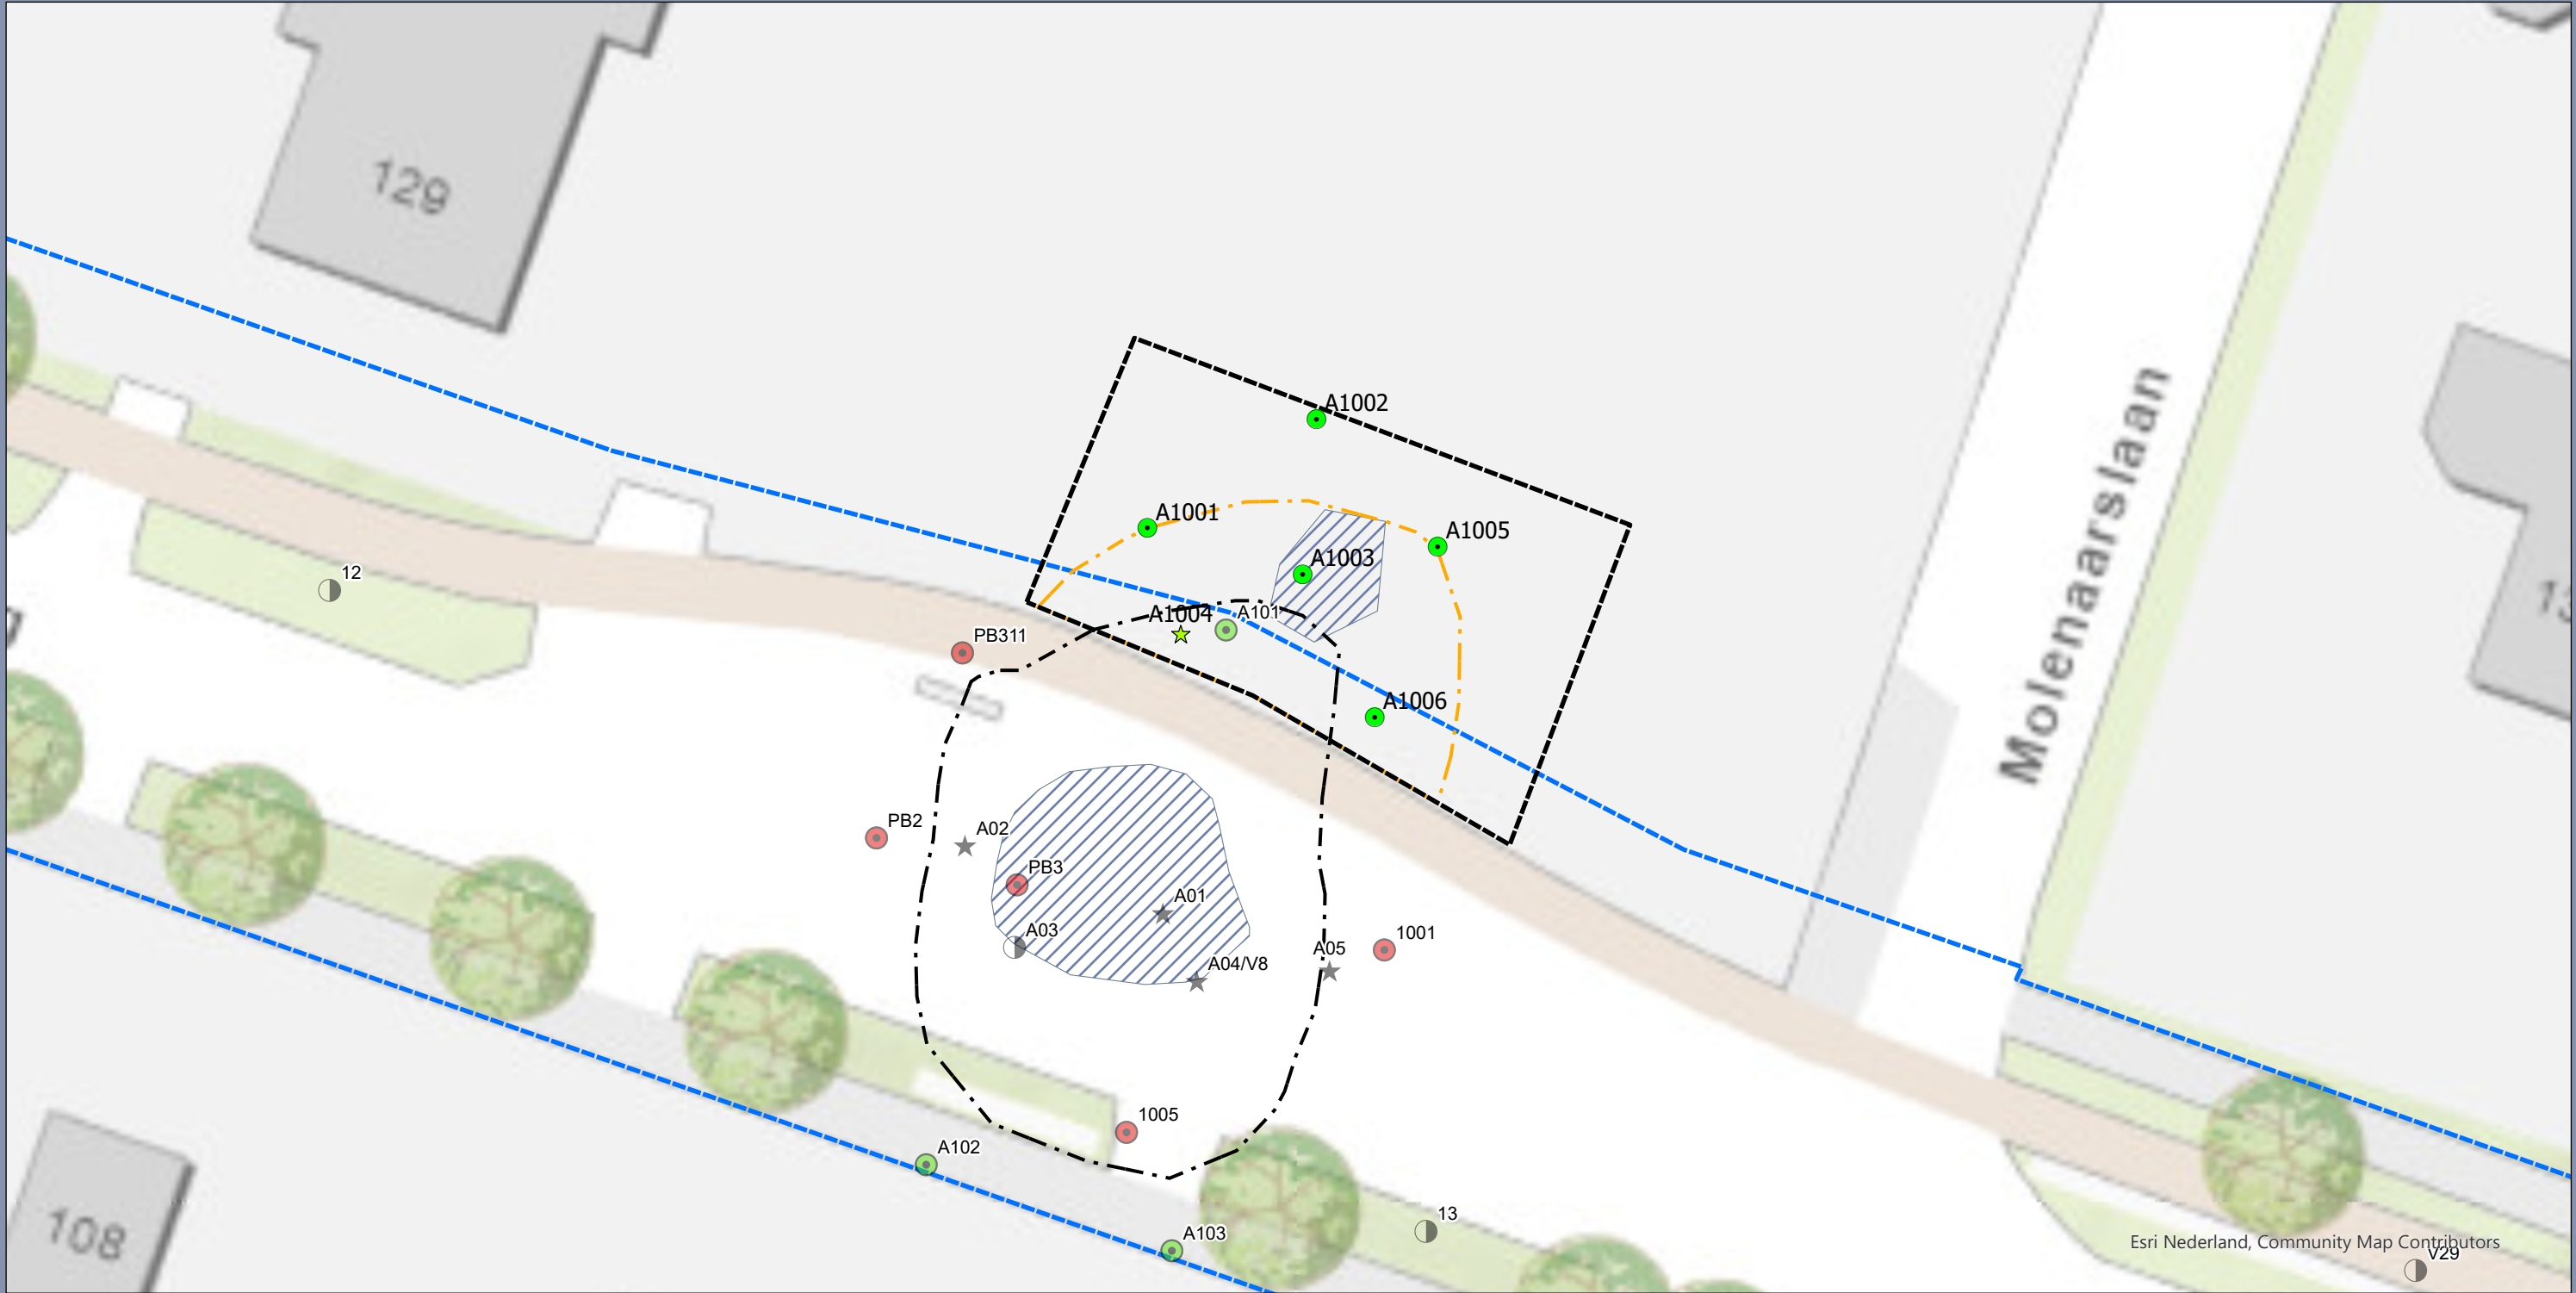 129
A1002
A1001
A1005
A1003
12
A1004
A101
PB311
Molenaarslaan
A1006
PB2
A02
PB3
A01
A03
1001
A05
A04/V8
1005
A102
108
A103
13
Esri Nederland, Community Map Contributors
V29